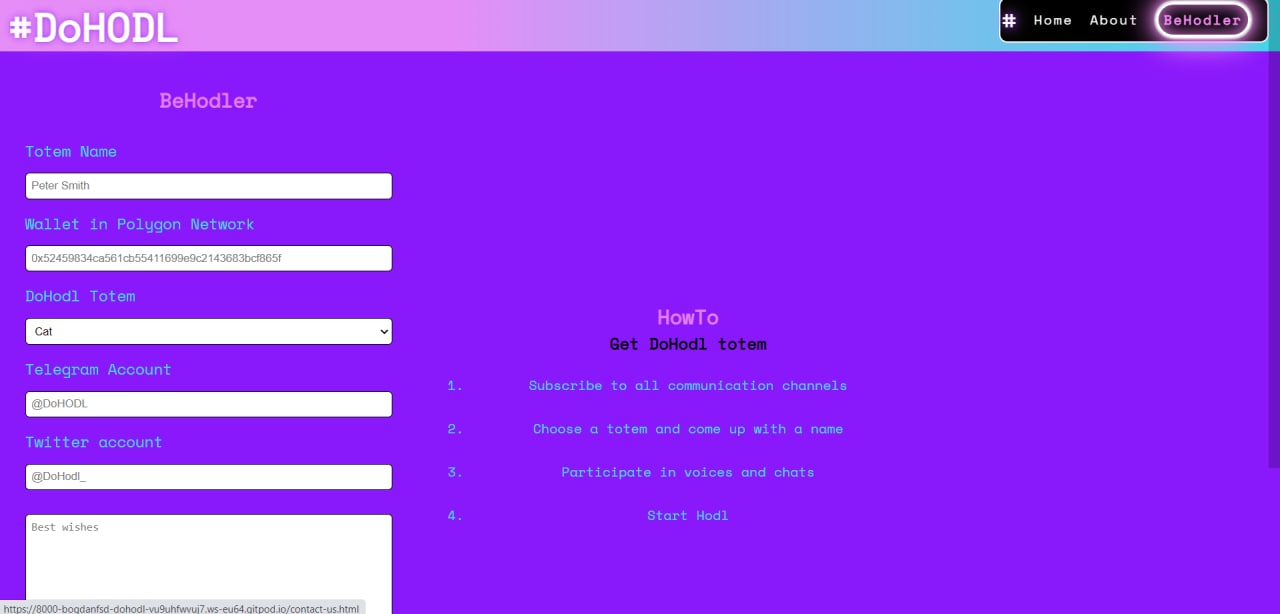 #DoHODL
# Home About BeHodler
BeHodler
Totem Name
Peter Smith
Wallet in Polygon Network
0x52459834ca561cb55411699e9c2143683bcf865f
DoHodl Totem
Cat
Telegram Account
@DoHODL
Twitter account
@DoHodl_
Best wishes
HowTo
Get DoHodl totem
1. Subscribe to all communication channels
2. Choose a totem and come up with a name
3. Participate in voices and chats
4. Start Hodl
https://8000-bogdanfsd-dohodl-vu9uhfwvuj7.ws-eu64.gitpod.io/contact-us.html